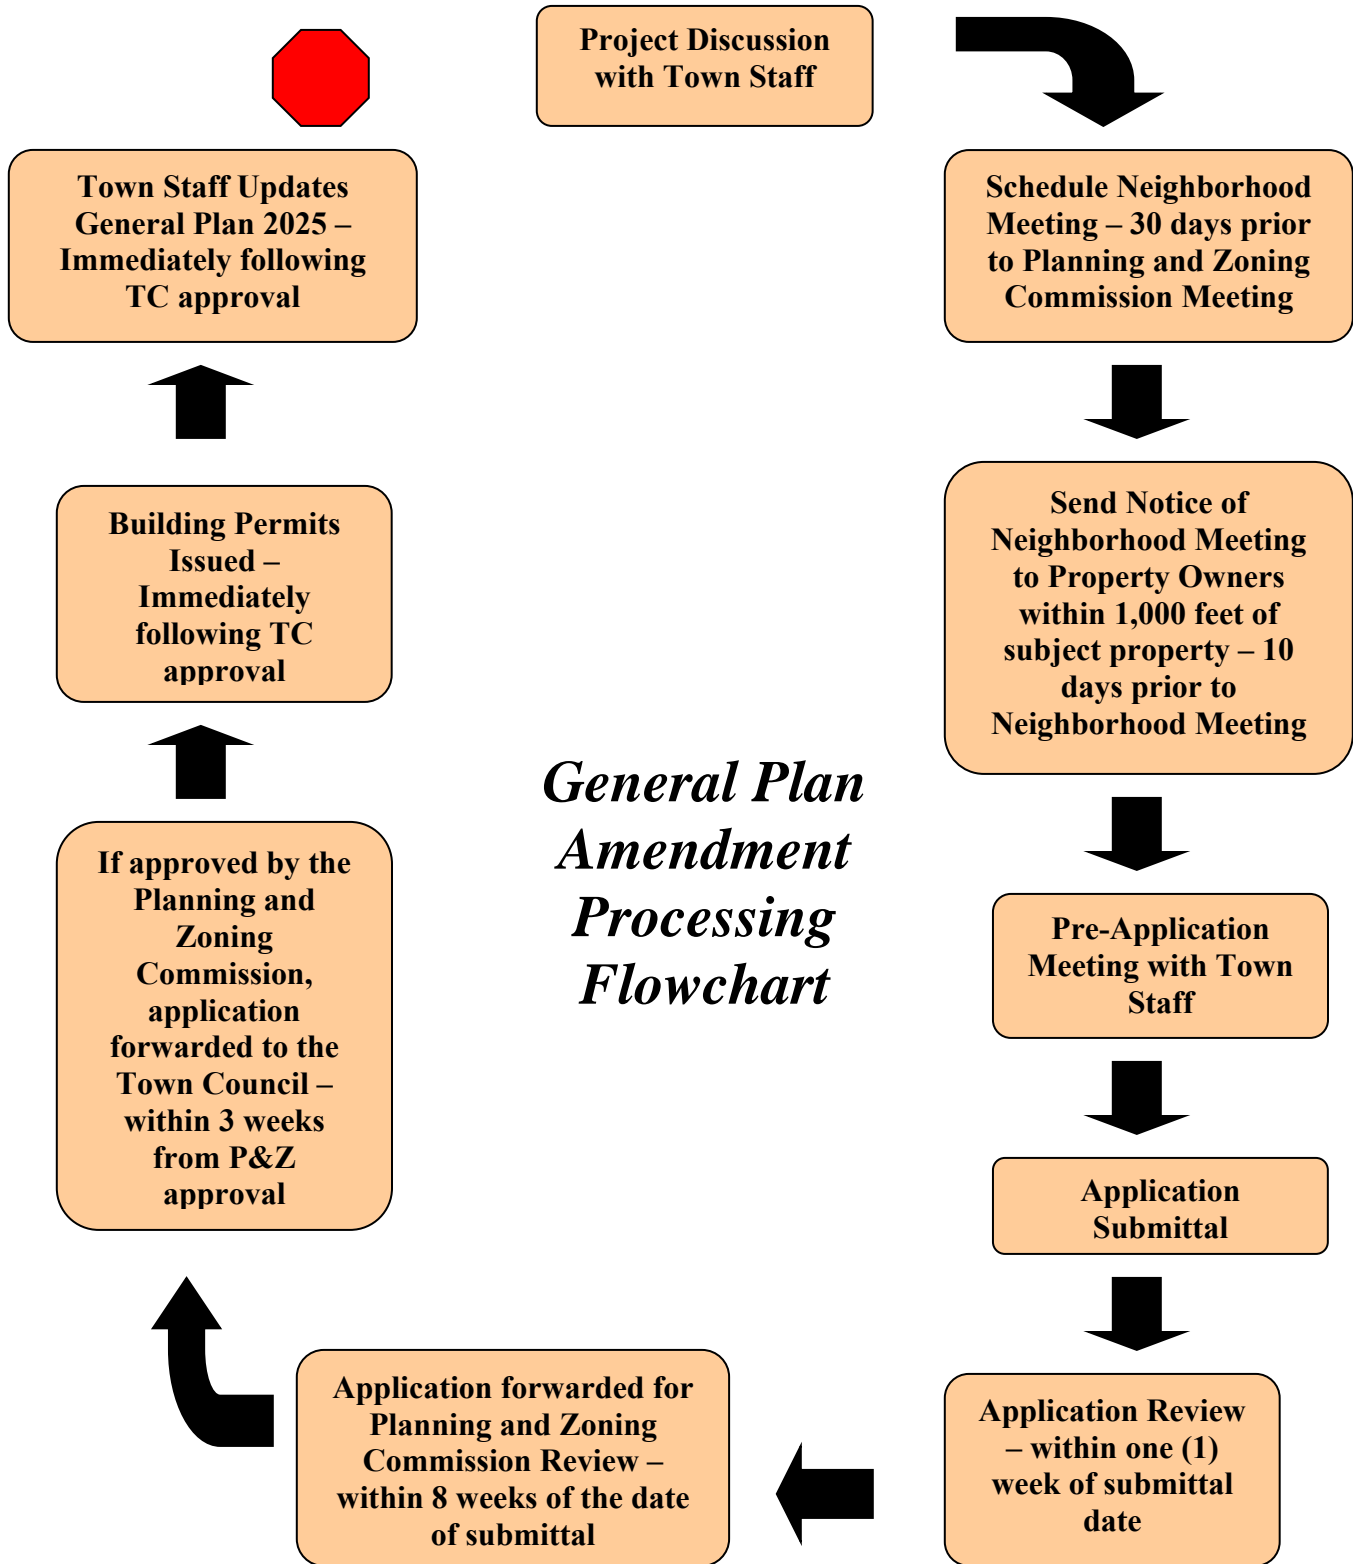 Project Discussion
with Town Staff
Schedule Neighborhood
Meeting – 30 days prior
to Planning and Zoning
Commission Meeting
Send Notice of
Neighborhood Meeting
to Property Owners
within 1,000 feet of
subject property – 10
days prior to
Neighborhood Meeting
Pre-Application
Meeting with Town
Staff
Application
Submittal
Application Review
– within one (1)
week of submittal
date
Application forwarded for
Planning and Zoning
Commission Review –
within 8 weeks of the date
of submittal
If approved by the
Planning and
Zoning
Commission,
application
forwarded to the
Town Council –
within 3 weeks
from P&Z
approval
Building Permits
Issued –
Immediately
following TC
approval
Town Staff Updates
General Plan 2025 –
Immediately following
TC approval
General Plan
Amendment
Processing
Flowchart